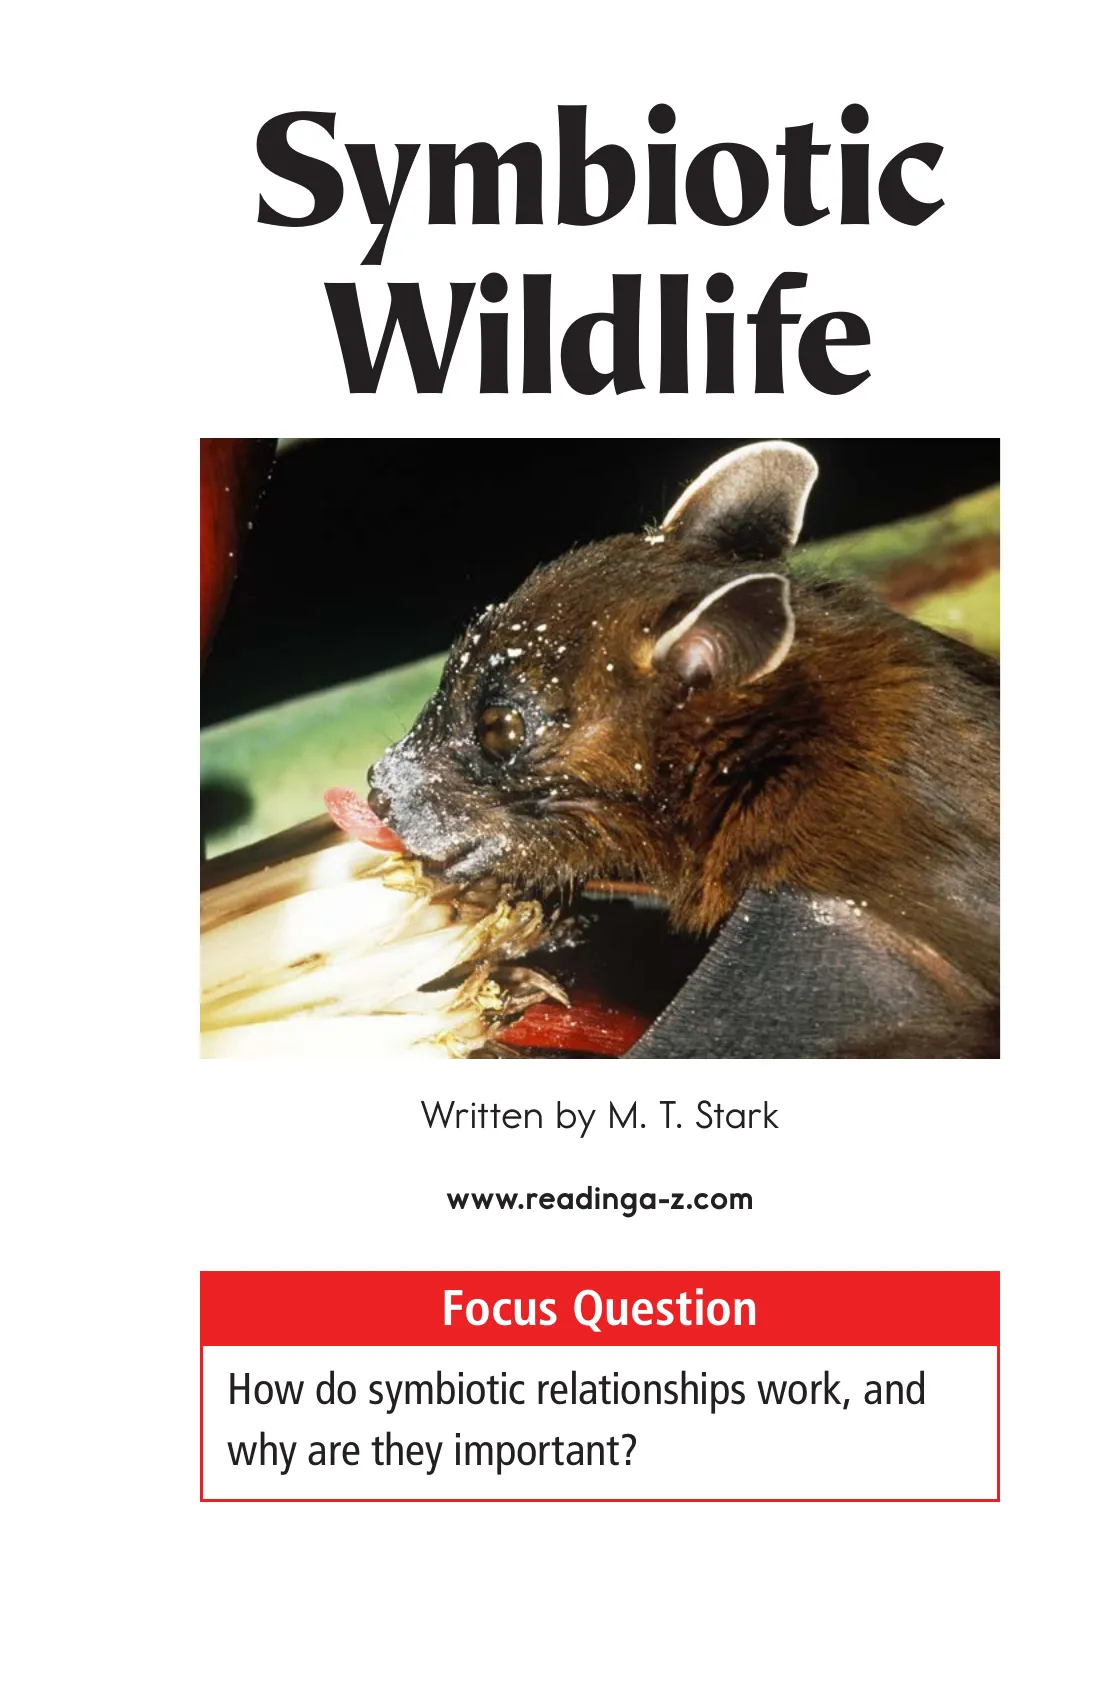 Symbiotic
Wildlife
Written by M. T. Stark
www.readinga-z.com
Focus Question
How do symbiotic relationships work, and
why are they important?